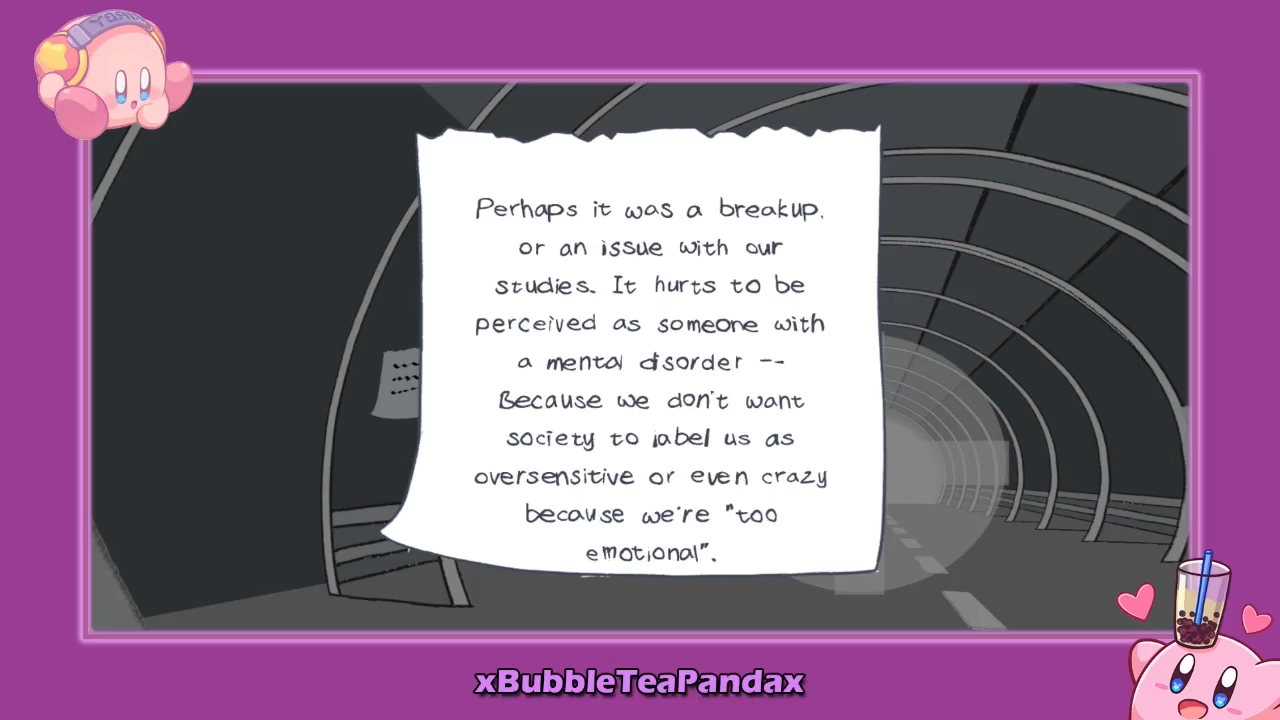 Perhaps it was a breakup.
or an issue with our
studies. It hurts to be
perceived as someone with
a mental disorder --
Because we don't want
society to label us as
oversensitive or even crazy
because we're "too
emotional".
xBubbleTeaPandax